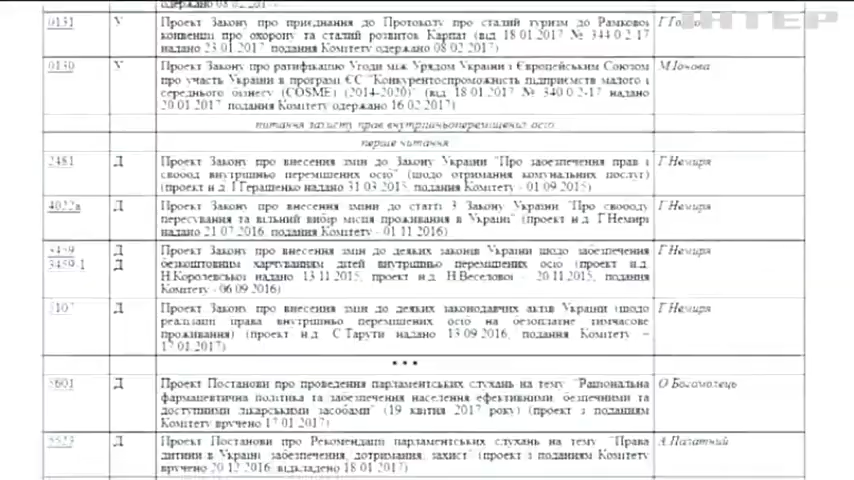 одержано 08 02 2017
ІНТЕР
0131 У Проект Закону про приєднання до Протоколу про сталий туризм до Рамкової
конвенції про охорону та сталий розвиток Карпат (від 18.01.2017 № 344/0 2-17
надано 23.01.2017 подання Комітету одержано 08 02 2017)
0130 У Проект Закону про ратифікацію Угоди між Урядом України і Європейським Союзом М Іонова
про участь України в програмі ЄС "Конкурентоспроможність підприємств малого і
середнього бізнесу (COSME) (2014-2020)" (від 18.01.2017 № 340/0 2-17 надано
20.01.2017 подання Комітету одержано 16.02.2017)
питання захисту прав внутрішньопереміщених осіб
перше читання
2481 Д Проект Закону про внесення змін до Закону України "Про забезпечення прав і Г Немиря
свобод внутрішньо переміщених осіб" (щодо отримання комунальних послуг)
(проект н.д. І Геращенко надано 31.03.2015, подання Комітету - 01.09.2015)
4022а Д Проект Закону про внесення зміни до статті 3 Закону України "Про свободу Г Немиря
пересування та вільний вибір місця проживання в Україні" (проект н.д. Г Немирі
надано 21.07.2016, подання Комітету - 01.11.2016)
3459 Д Проект Закону про внесення змін до деяких законів України щодо забезпечення Г Немиря
3459-1 Д безкоштовним харчуванням дітей внутрішньо переміщених осіб (проект н.д.
Н.Королевської надано 13.11.2015, проект н.д. Н.Веселової - 20.11.2015, подання
Комітету - 06.09.2016)
5107 Д Проект Закону про внесення змін до деяких законодавчих актів України (щодо Г Немиря
реалізації права внутрішньо переміщених осіб на безоплатне тимчасове
проживання) (проект н.д. С Тарути надано 13.09.2016, подання Комітету –
17.01.2017)
* * *
5601 Д Проект Постанови про проведення парламентських слухань на тему "Раціональна О Богомолець
фармацевтична політика та забезпечення населення ефективними, безпечними та
доступними лікарськими засобами" (19 квітня 2017 року) (проект з поданням
Комітету вручено 17.01.2017)
5523 Д Проект Постанови про Рекомендації парламентських слухань на тему "Права
дитини в Україні забезпечення, дотримання, захист" (проект з поданням Комітету
вручено 20.12.2016, відкладено 18.01.2017)